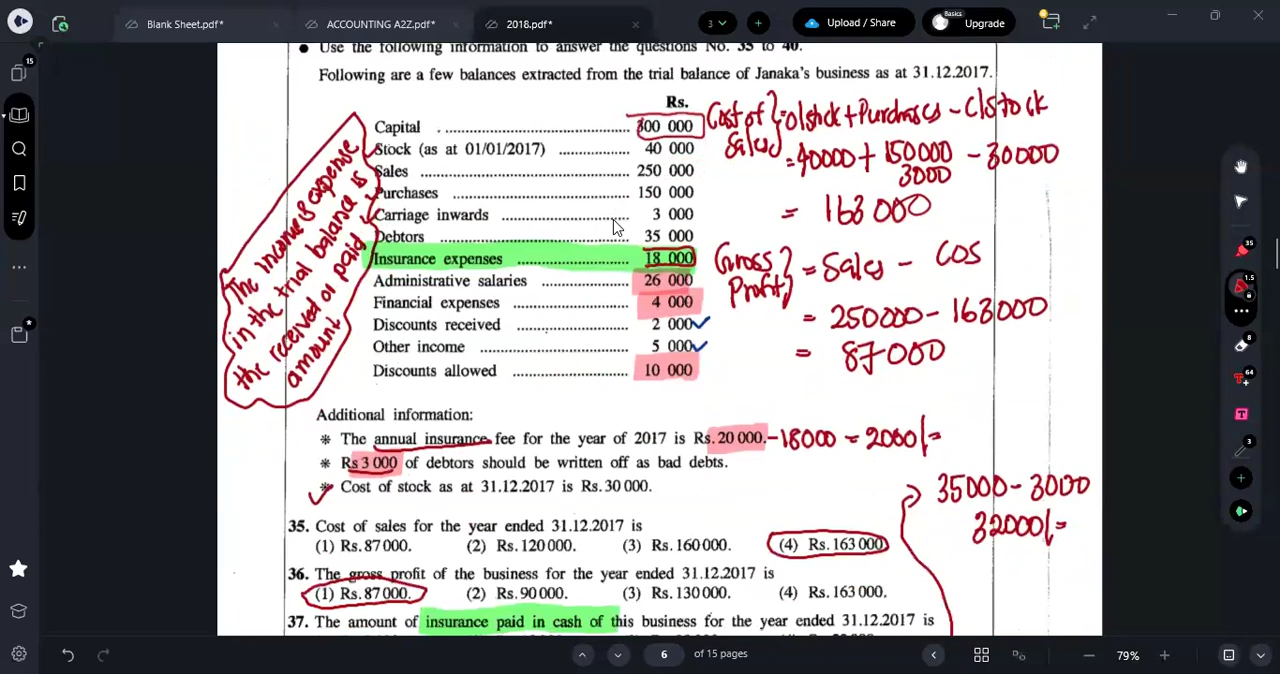 Blank Sheet.pdf*
ACCOUNTING A2Z.pdf*
2018.pdf*
3
Upload / Share
Basics
Upgrade
15
● Use the following information to answer the questions No. 35 to 40.
Following are a few balances extracted from the trial balance of Janaka's business as at 31.12.2017.
Rs.
Capital ........................................ 300 000
Stock (as at 01/01/2017) ................ 40 000
Sales ........................................ 250 000
Purchases ........................................ 150 000
Carriage inwards ............................ 3 000
Debtors ........................................ 35 000
Insurance expenses ........................ 18 000
Administrative salaries ........................ 26 000
Financial expenses ............................ 4 000
Discounts received ............................ 2 000
Other income ............................ 5 000
Discounts allowed ............................ 10 000
The income & expense
in the trial balance is
the received or paid
amount
Cost of Sales } = o/stock + Purchases - C/Stock
= 40000 + 150000 - 30000
3000
= 163000
Gross Profit } = Sales - COS
= 250000 - 163000
= 87000
Additional information:
* The annual insurance fee for the year of 2017 is Rs. 20 000. -18000 = 2000/=
* Rs 3 000 of debtors should be written off as bad debts.
* Cost of stock as at 31.12.2017 is Rs. 30 000.
35000 - 3000
32000/=
35. Cost of sales for the year ended 31.12.2017 is
(1) Rs. 87 000. (2) Rs. 120 000. (3) Rs. 160 000. (4) Rs. 163 000
36. The gross profit of the business for the year ended 31.12.2017 is
(1) Rs. 87 000. (2) Rs. 90 000. (3) Rs. 130 000. (4) Rs. 163 000.
37. The amount of insurance paid in cash of this business for the year ended 31.12.2017 is
35
1.5
8
64
3
6
of 15 pages
79%